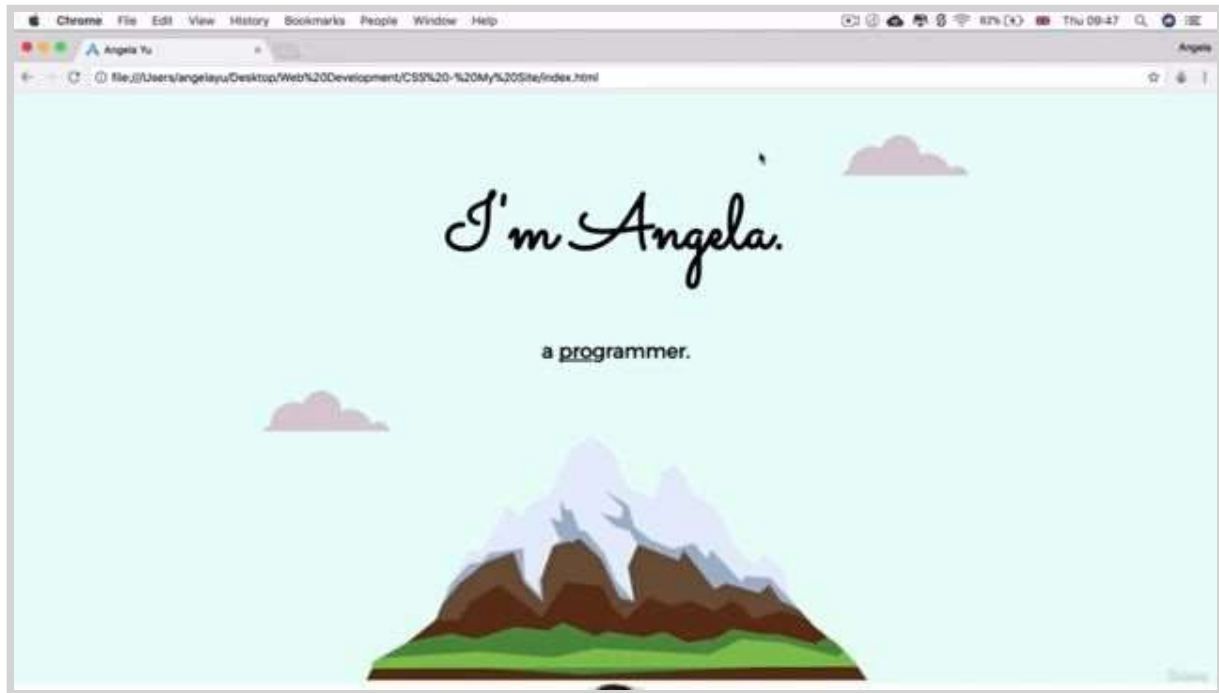 Chrome File Edit View History Bookmarks People Window Help 83% Thu 09:47
Angela Yu Angela
file:///Users/angelayu/Desktop/Web%20Development/CSS%20-%20My%20Site/index.html
I'm Angela.
a programmer.